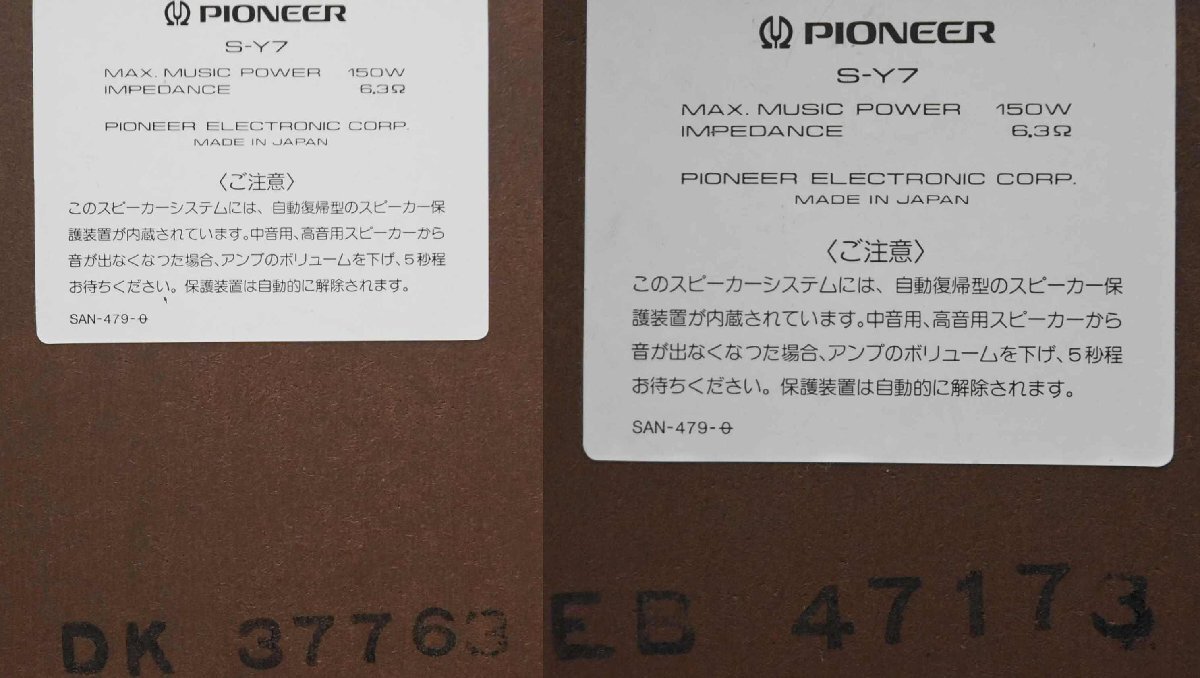 PIONEER
S-Y7
MAX. MUSIC POWER 150W
IMPEDANCE 6.3Ω
PIONEER ELECTRONIC CORP.
MADE IN JAPAN
〈ご注意〉
このスピーカーシステムには、自動復帰型のスピーカー保
護装置が内蔵されています。中音用、高音用スピーカーから
音が出なくなつた場合、アンプのボリュームを下げ、5秒程
お待ちください。保護装置は自動的に解除されます。
SAN-479-0
DK 37763
PIONEER
S-Y7
MAX. MUSIC POWER 150W
IMPEDANCE 6.3Ω
PIONEER ELECTRONIC CORP.
MADE IN JAPAN
〈ご注意〉
このスピーカーシステムには、自動復帰型のスピーカー保
護装置が内蔵されています。中音用、高音用スピーカーから
音が出なくなつた場合、アンプのボリュームを下げ、5秒程
お待ちください。保護装置は自動的に解除されます。
SAN-479-0
EB 47173